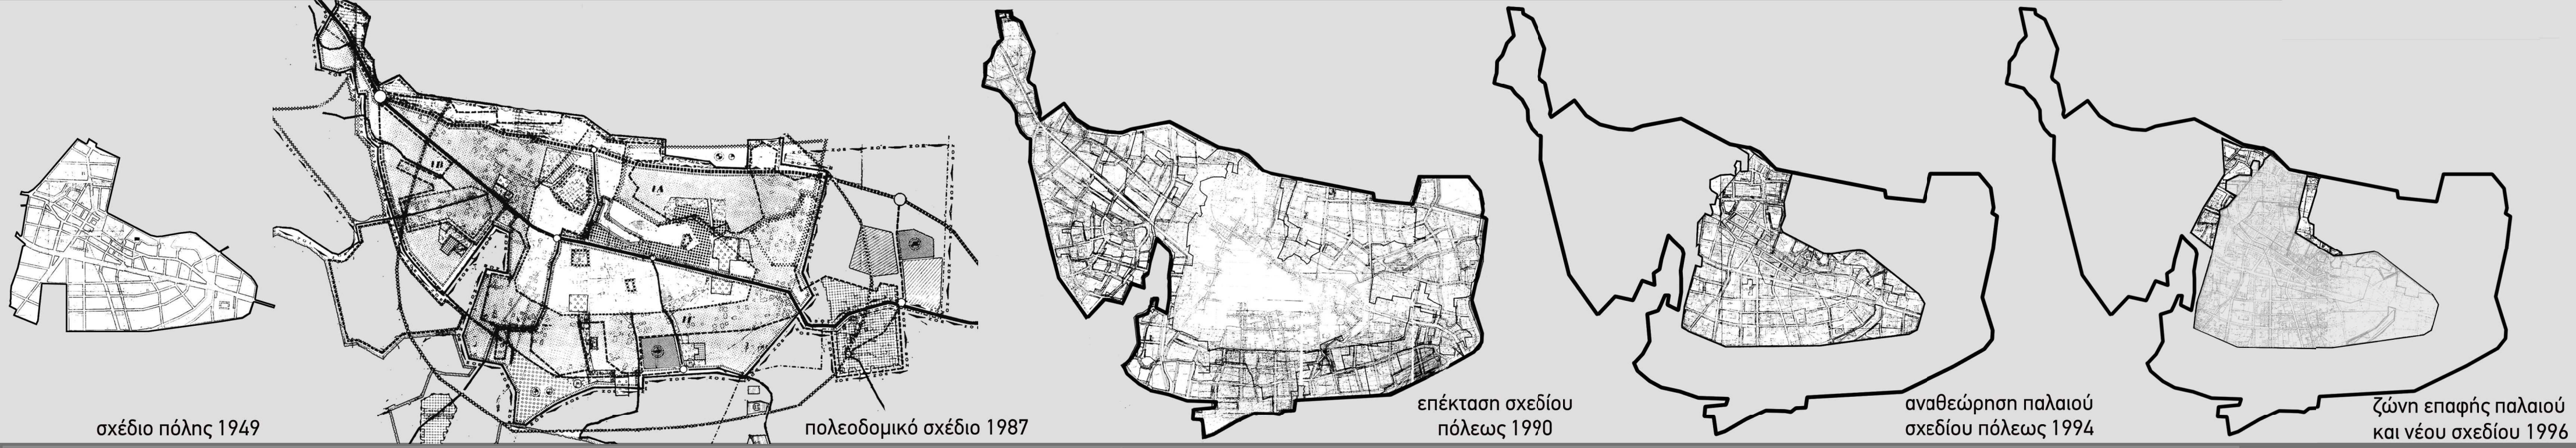 σχέδιο πόλης 1949
πολεοδομικό σχέδιο 1987
επέκταση σχεδίου
πόλεως 1990
αναθεώρηση παλαιού
σχεδίου πόλεως 1994
ζώνη επαφής παλαιού
και νέου σχεδίου 1996